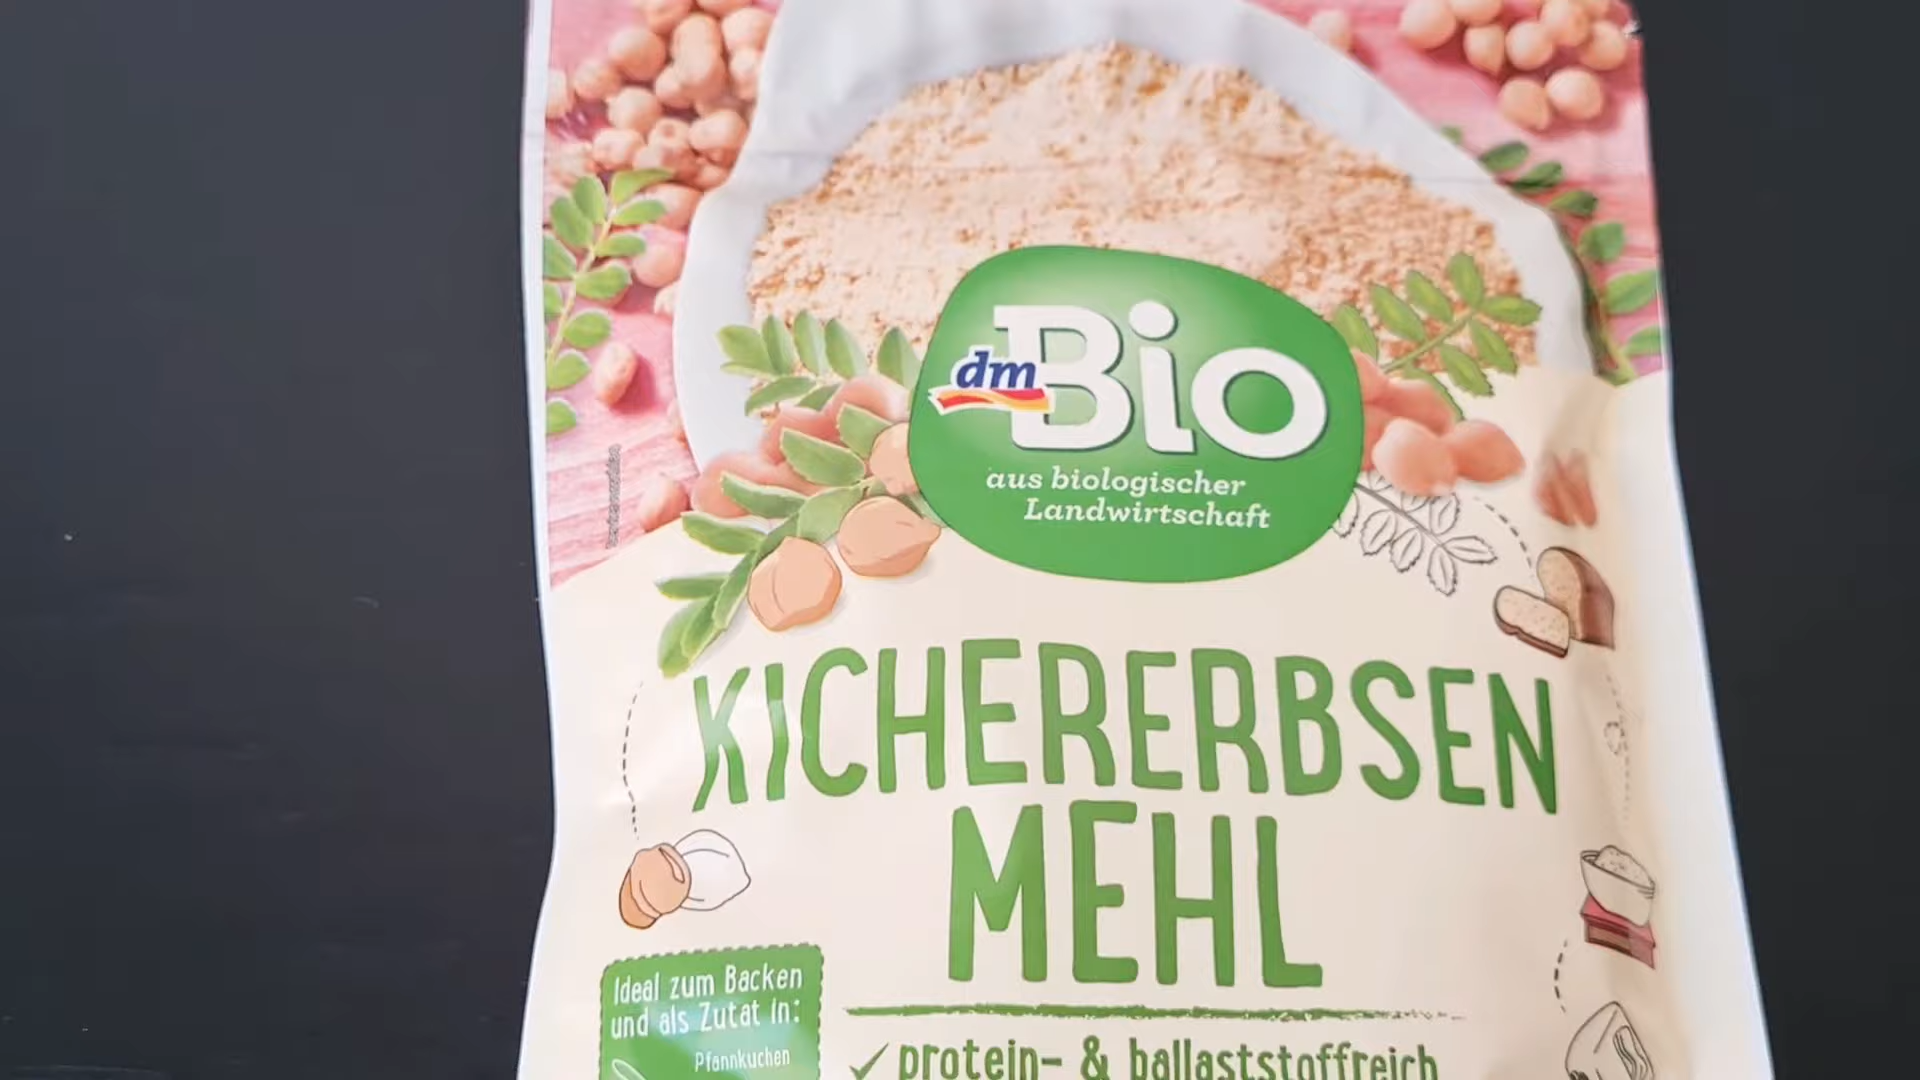 dm
Bio
aus biologischer
Landwirtschaft
KICHERERBSEN
MEHL
Ideal zum Backen
und als Zutat in:
Pfannkuchen
✓ protein- & ballaststoffreich